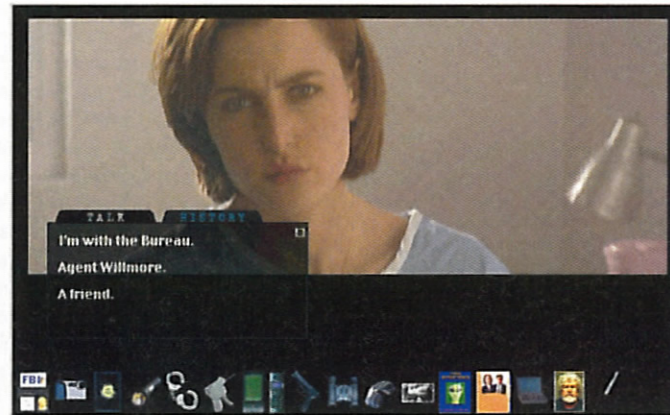 TALK HISTORY
I'm with the Bureau.
Agent Willmore.
A friend.
FBI